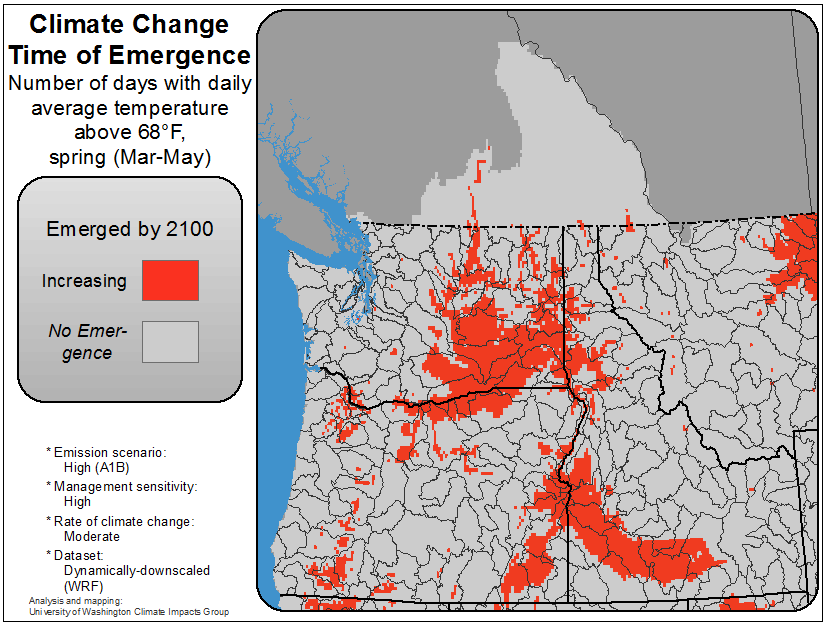 Climate Change
Time of Emergence
Number of days with daily
average temperature
above 68°F,
spring (Mar-May)
Emerged by 2100
Increasing
No Emer-
gence
* Emission scenario:
High (A1B)
* Management sensitivity:
High
* Rate of climate change:
Moderate
* Dataset:
Dynamically-downscaled
(WRF)
Analysis and mapping:
University of Washington Climate Impacts Group